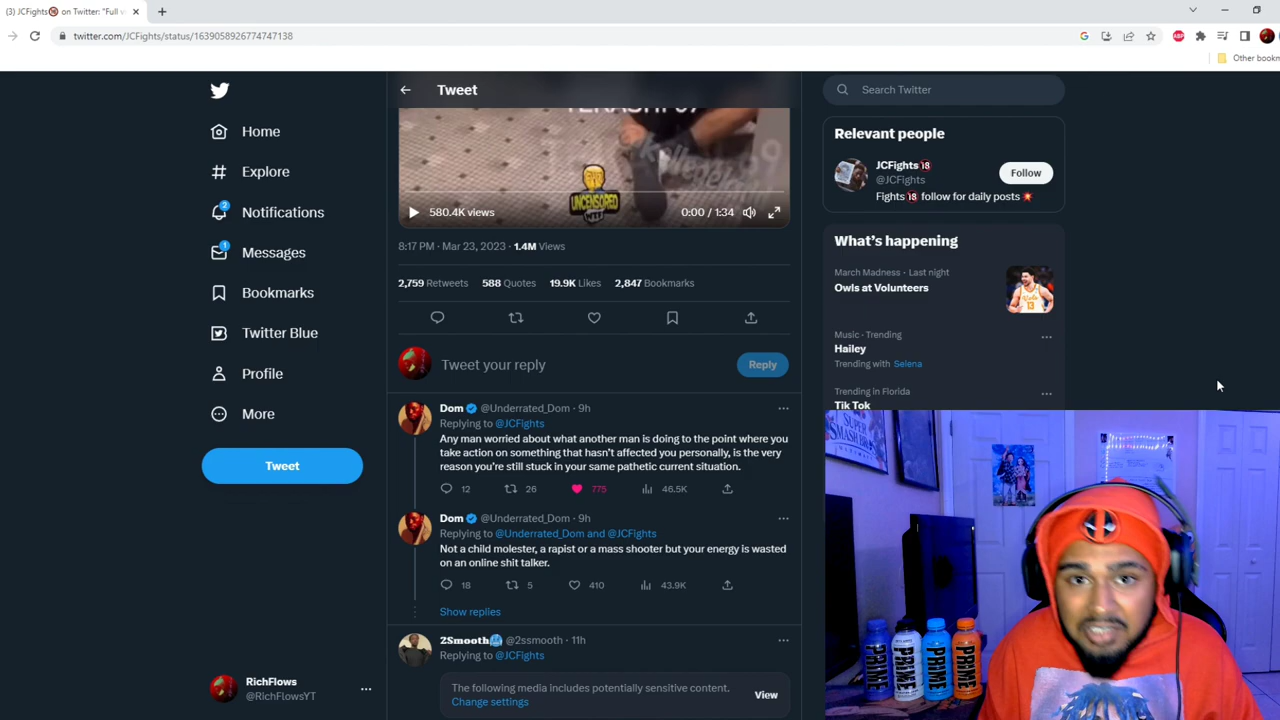 (3) JCFights🔞 on Twitter: "Full v
twitter.com/JCFights/status/1639058926774747138
ABP
Other bookm
Home
Explore
2
Notifications
1
Messages
Bookmarks
Twitter Blue
Profile
More
Tweet
RichFlows
@RichFlowsYT
Tweet
UNCENSORED
580.4K views
0:00 / 1:34
8:17 PM · Mar 23, 2023 · 1.4M Views
2,759 Retweets 588 Quotes 19.9K Likes 2,847 Bookmarks
Tweet your reply
Reply
Dom @Underrated_Dom · 9h
Replying to @JCFights
Any man worried about what another man is doing to the point where you
take action on something that hasn't affected you personally, is the very
reason you're still stuck in your same pathetic current situation.
12 26 775 46.5K
Dom @Underrated_Dom · 9h
Replying to @Underrated_Dom and @JCFights
Not a child molester, a rapist or a mass shooter but your energy is wasted
on an online shit talker.
18 5 410 43.9K
Show replies
2Smooth🥶 @2ssmooth · 11h
Replying to @JCFights
The following media includes potentially sensitive content.
Change settings
View
Search Twitter
Relevant people
JCFights🔞
@JCFights
Follow
Fights🔞 follow for daily posts 💥
What's happening
March Madness · Last night
Owls at Volunteers
Music · Trending
Hailey
Trending with Selena
Trending in Florida
Tik Tok
SUPER
SMASH BROS
PRIME
PRIME
PRIME
PRIME